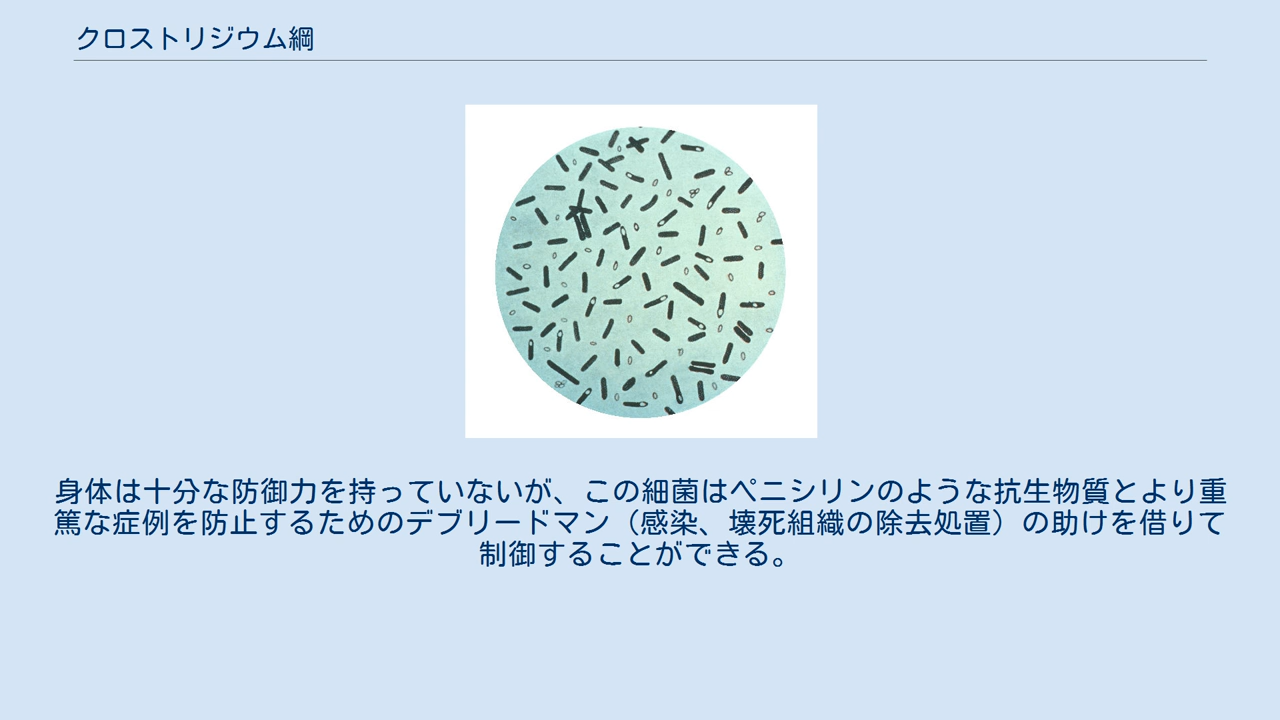 クロストリジウム綱
身体は十分な防御力を持っていないが、この細菌はペニシリンのような抗生物質とより重
篤な症例を防止するためのデブリードマン（感染、壊死組織の除去処置）の助けを借りて
制御することができる。